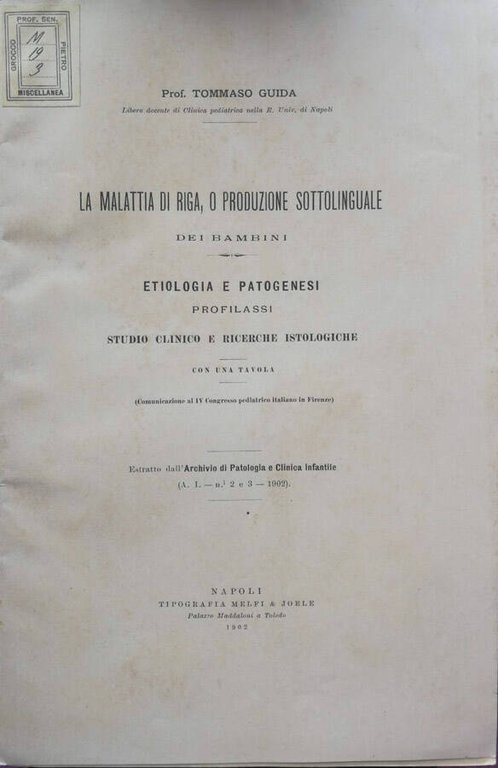 PROF. SEN.
GROCCO
PIETRO
M
19
3
MISCELLANEA
Prof. TOMMASO GUIDA
Libero docente di Clinica pediatrica nella R. Univ. di Napoli
LA MALATTIA DI RIGA, O PRODUZIONE SOTTOLINGUALE
DEI BAMBINI
ETIOLOGIA E PATOGENESI
PROFILASSI
STUDIO CLINICO E RICERCHE ISTOLOGICHE
CON UNA TAVOLA
(Comunicazione al IV Congresso pediatrico italiano in Firenze)
Estratto dall'Archivio di Patologia e Clinica Infantile
(A. I. — n.i 2 e 3 — 1902).
NAPOLI
TIPOGRAFIA MELFI & JOELE
Palazzo Maddaloni a Toledo
1902